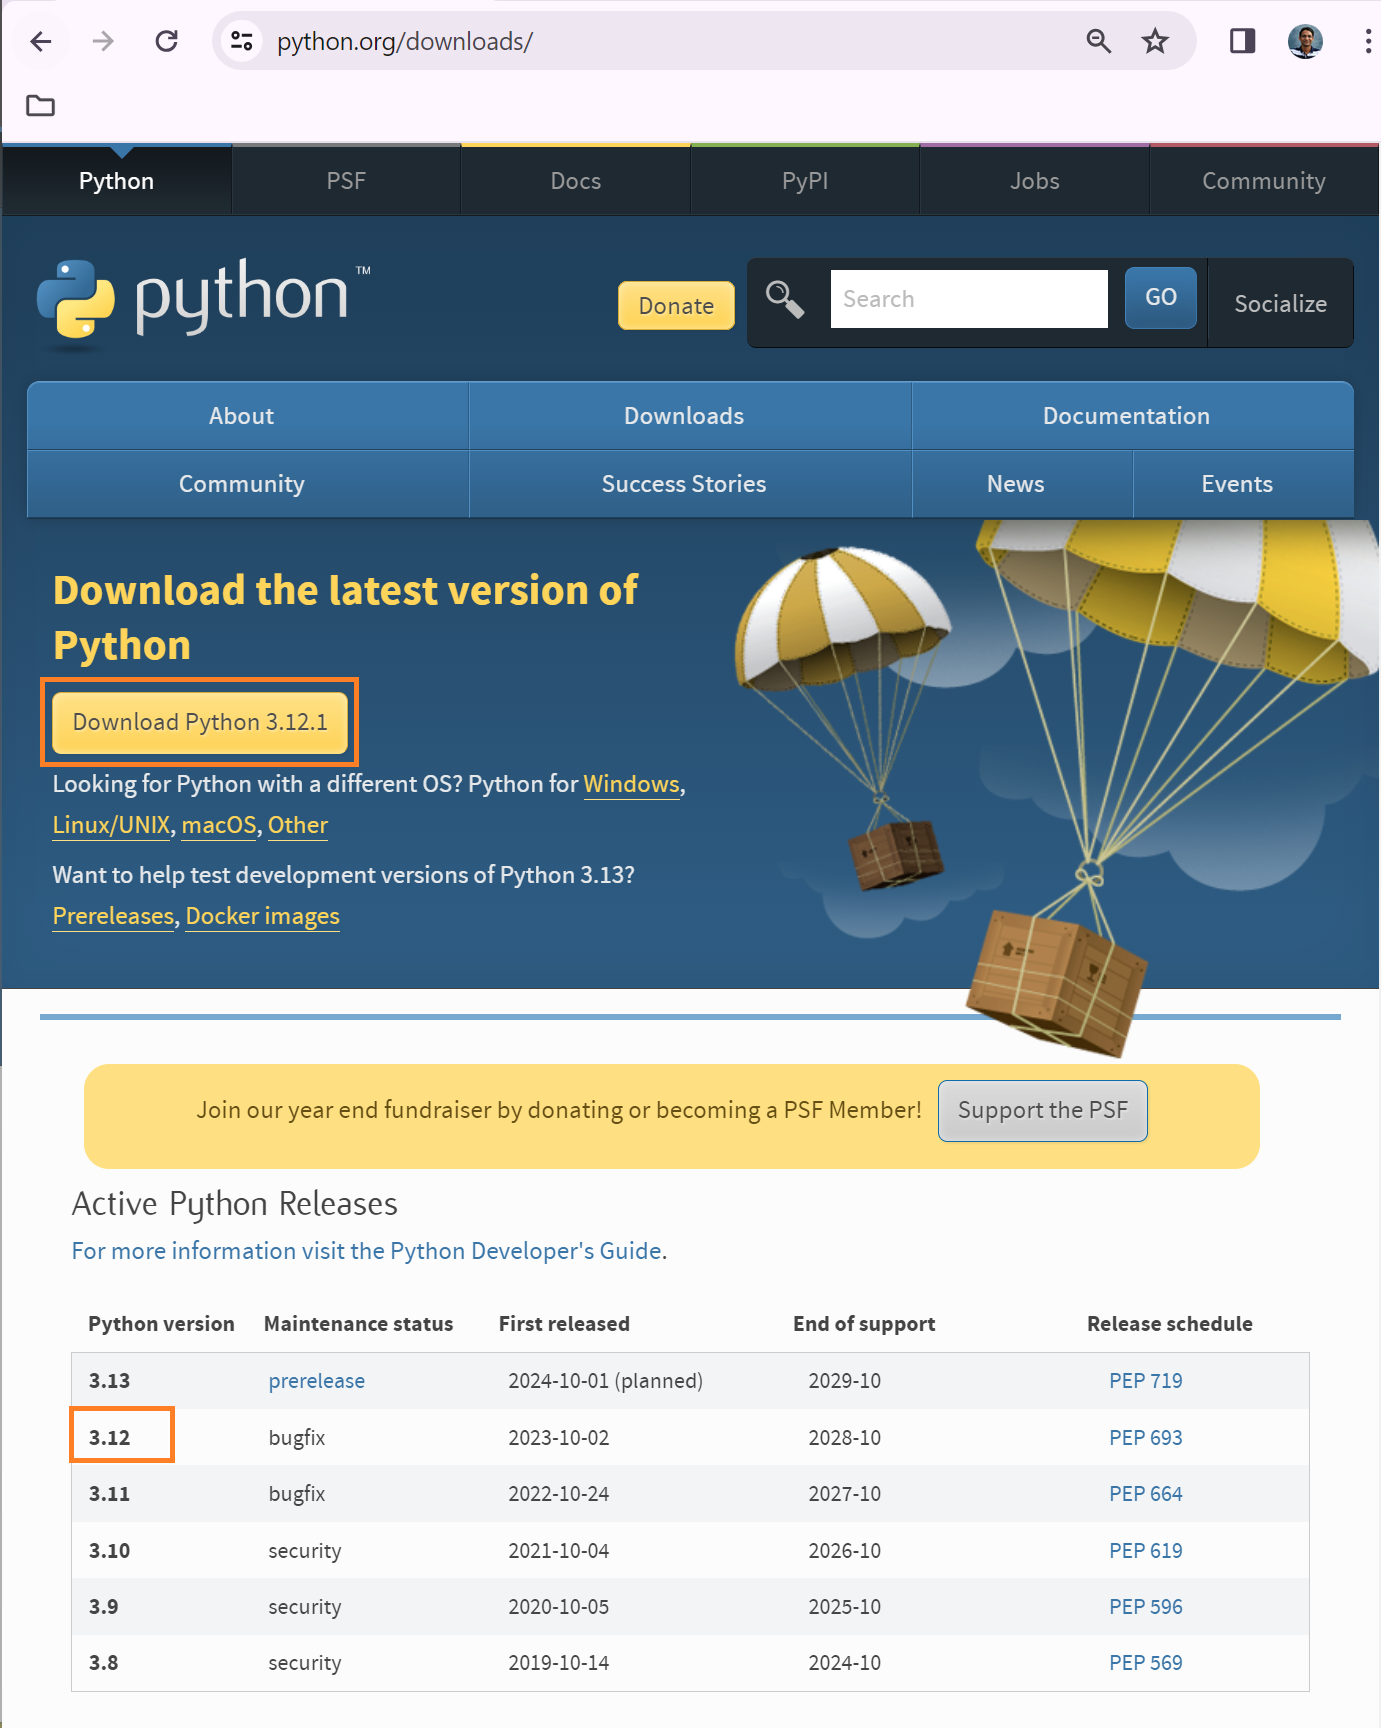 python.org/downloads/
Python PSF Docs PyPI Jobs Community
python™ Donate Search GO Socialize
About Downloads Documentation
Community Success Stories News Events
Download the latest version of
Python
Download Python 3.12.1
Looking for Python with a different OS? Python for Windows,
Linux/UNIX, macOS, Other
Want to help test development versions of Python 3.13?
Prereleases, Docker images
Join our year end fundraiser by donating or becoming a PSF Member! Support the PSF
Active Python Releases
For more information visit the Python Developer's Guide.
Python version Maintenance status First released End of support Release schedule
3.13 prerelease 2024-10-01 (planned) 2029-10 PEP 719
3.12 bugfix 2023-10-02 2028-10 PEP 693
3.11 bugfix 2022-10-24 2027-10 PEP 664
3.10 security 2021-10-04 2026-10 PEP 619
3.9 security 2020-10-05 2025-10 PEP 596
3.8 security 2019-10-14 2024-10 PEP 569